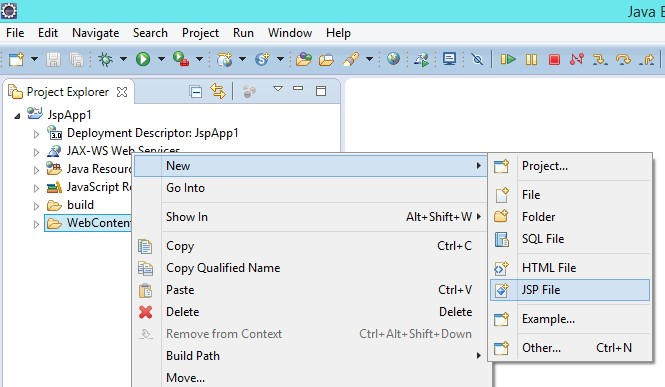 Java E
File Edit Navigate Search Project Run Window Help
Project Explorer
JspApp1
3.0 Deployment Descriptor: JspApp1
JAX-WS Web Services
Java Resour
JavaScript Re
build
WebConten
New
Go Into
Show In Alt+Shift+W
Copy Ctrl+C
Copy Qualified Name
Paste Ctrl+V
Delete Delete
Remove from Context Ctrl+Alt+Shift+Down
Build Path
Move...
Project...
File
Folder
SQL File
HTML File
JSP File
Example...
Other... Ctrl+N